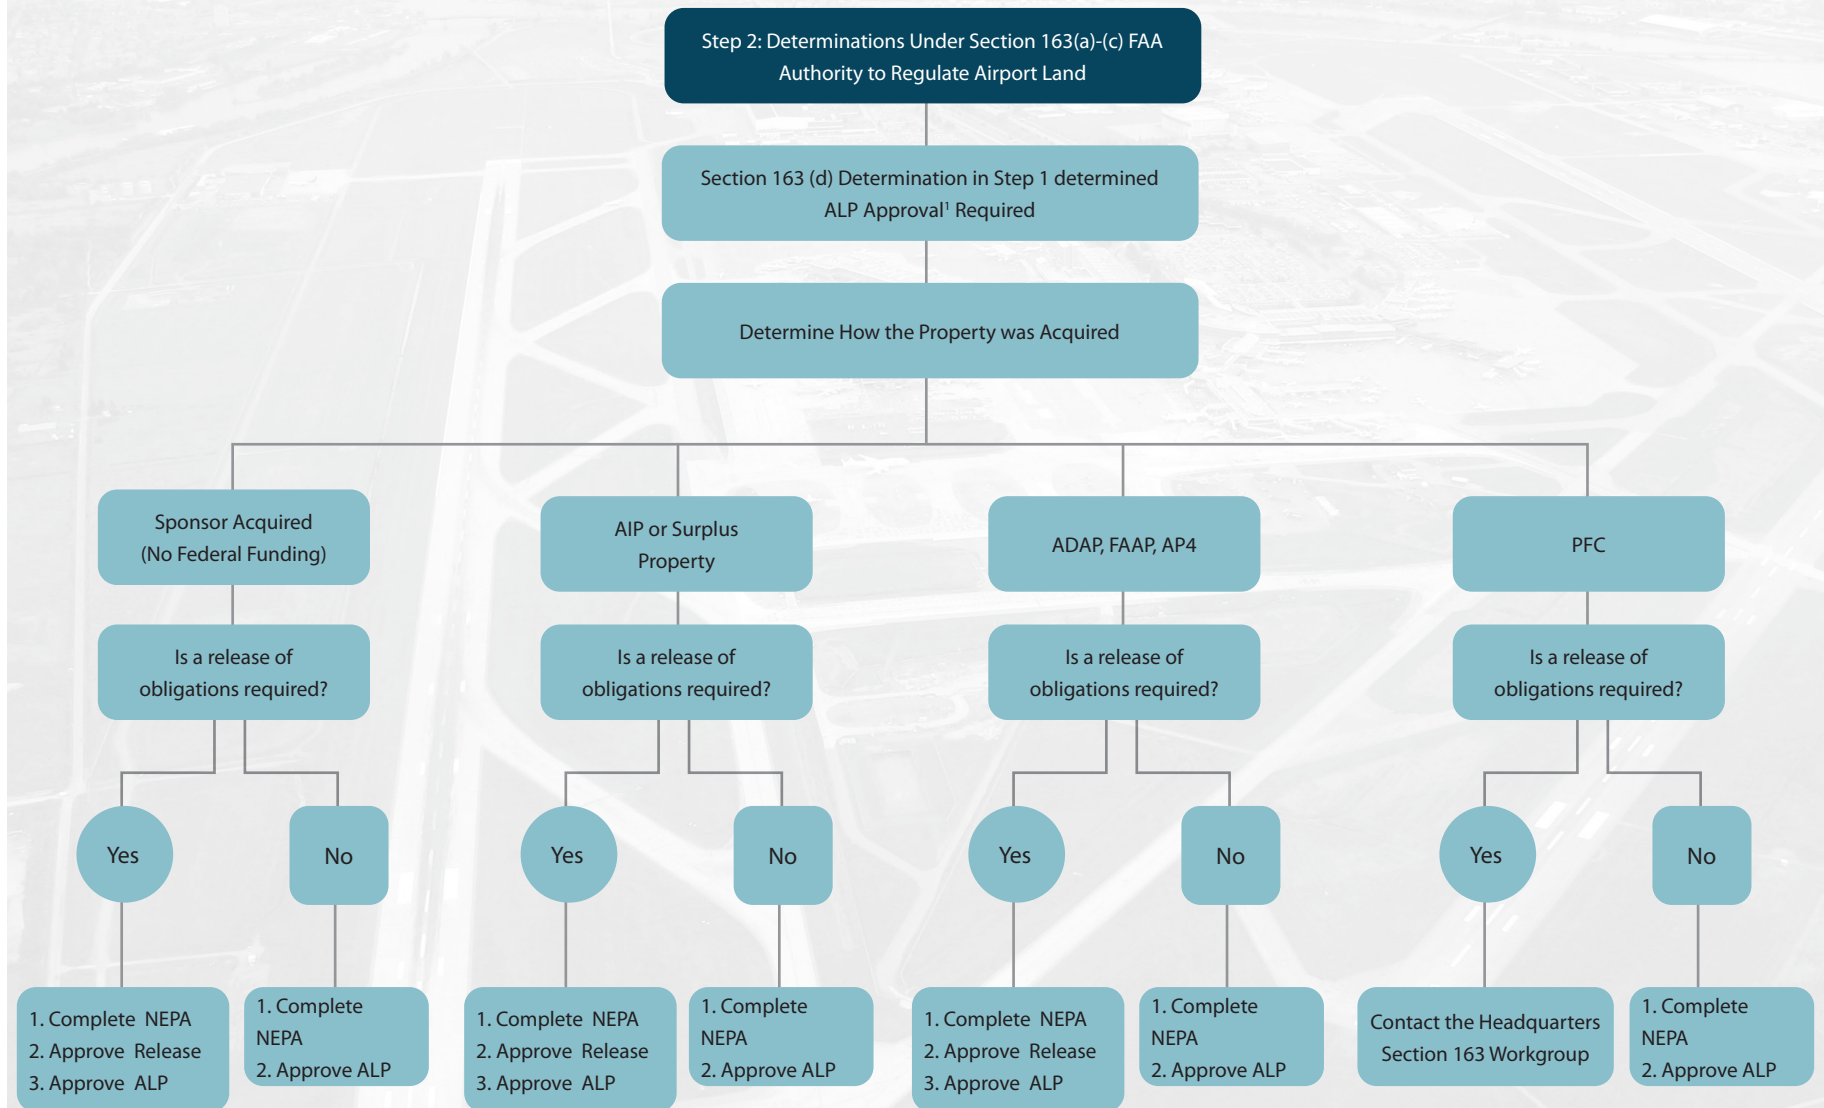 Step 2: Determinations Under Section 163(a)-(c) FAA
Authority to Regulate Airport Land
Section 163 (d) Determination in Step 1 determined
ALP Approval¹ Required
Determine How the Property was Acquired
Sponsor Acquired
(No Federal Funding)
AIP or Surplus
Property
ADAP, FAAP, AP4
PFC
Is a release of
obligations required?
Is a release of
obligations required?
Is a release of
obligations required?
Is a release of
obligations required?
Yes
No
Yes
No
Yes
No
Yes
No
1. Complete NEPA
2. Approve Release
3. Approve ALP
1. Complete
NEPA
2. Approve ALP
1. Complete NEPA
2. Approve Release
3. Approve ALP
1. Complete
NEPA
2. Approve ALP
1. Complete NEPA
2. Approve Release
3. Approve ALP
1. Complete
NEPA
2. Approve ALP
Contact the Headquarters
Section 163 Workgroup
1. Complete
NEPA
2. Approve ALP